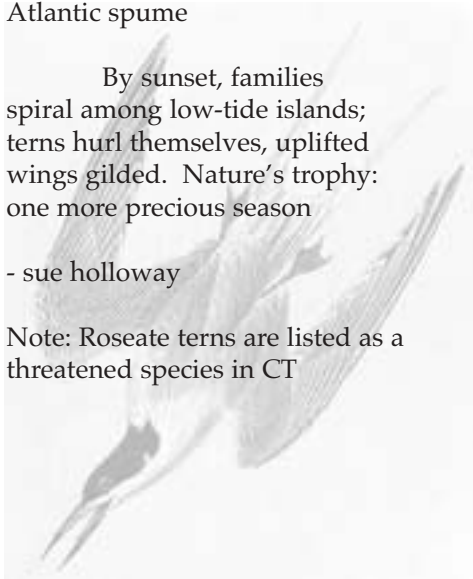 Atlantic spume
By sunset, families
spiral among low-tide islands;
terns hurl themselves, uplifted
wings gilded.  Nature’s trophy:
one more precious season
- sue holloway
Note: Roseate terns are listed as a
threatened species in CT